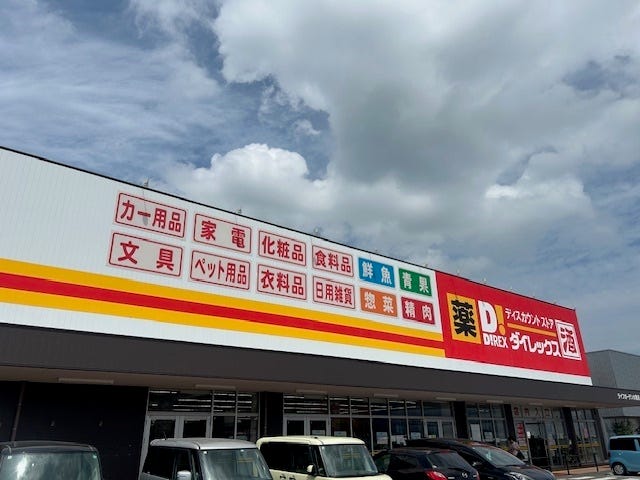 カー用品 家電 化粧品 食料品 鮮魚 青果
文具 ペット用品 衣料品 日用雑貨 惣菜 精肉
薬 D! DIREX ディスカウントストア
ダイレックス 酒